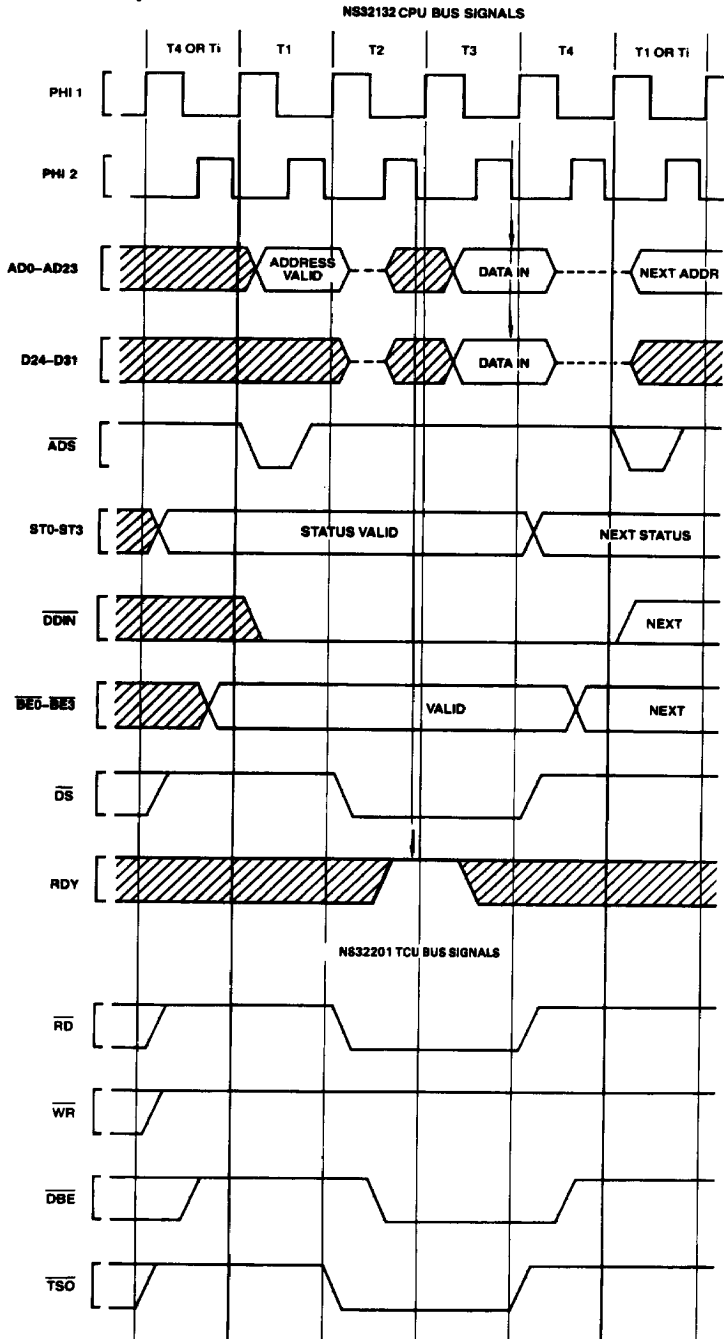 NS32132 CPU BUS SIGNALS
T4 OR Ti T1 T2 T3 T4 T1 OR Ti
PHI 1
PHI 2
AD0–AD23 ADDRESS VALID DATA IN NEXT ADDR
D24–D31 DATA IN
ADS
ST0-ST3 STATUS VALID NEXT STATUS
DDIN NEXT
BE0–BE3 VALID NEXT
DS
RDY
NS32201 TCU BUS SIGNALS
RD
WR
DBE
TSO